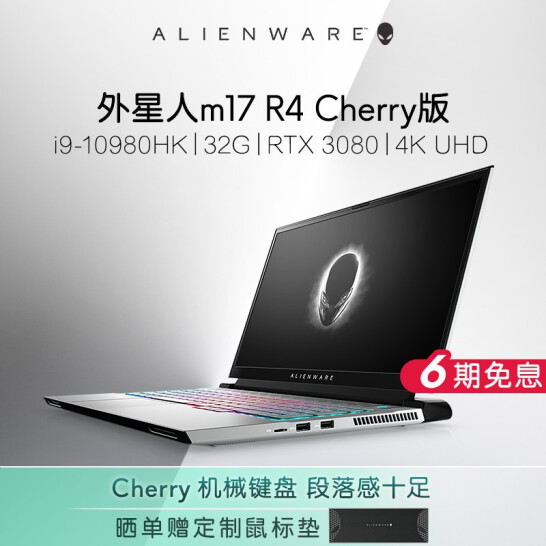 ALIENWARE
外星人m17 R4 Cherry版
i9-10980HK|32G|RTX 3080|4K UHD
ALIENWARE
6期免息
Cherry 机械键盘 段落感十足
晒单赠定制鼠标垫
ALIENWARE